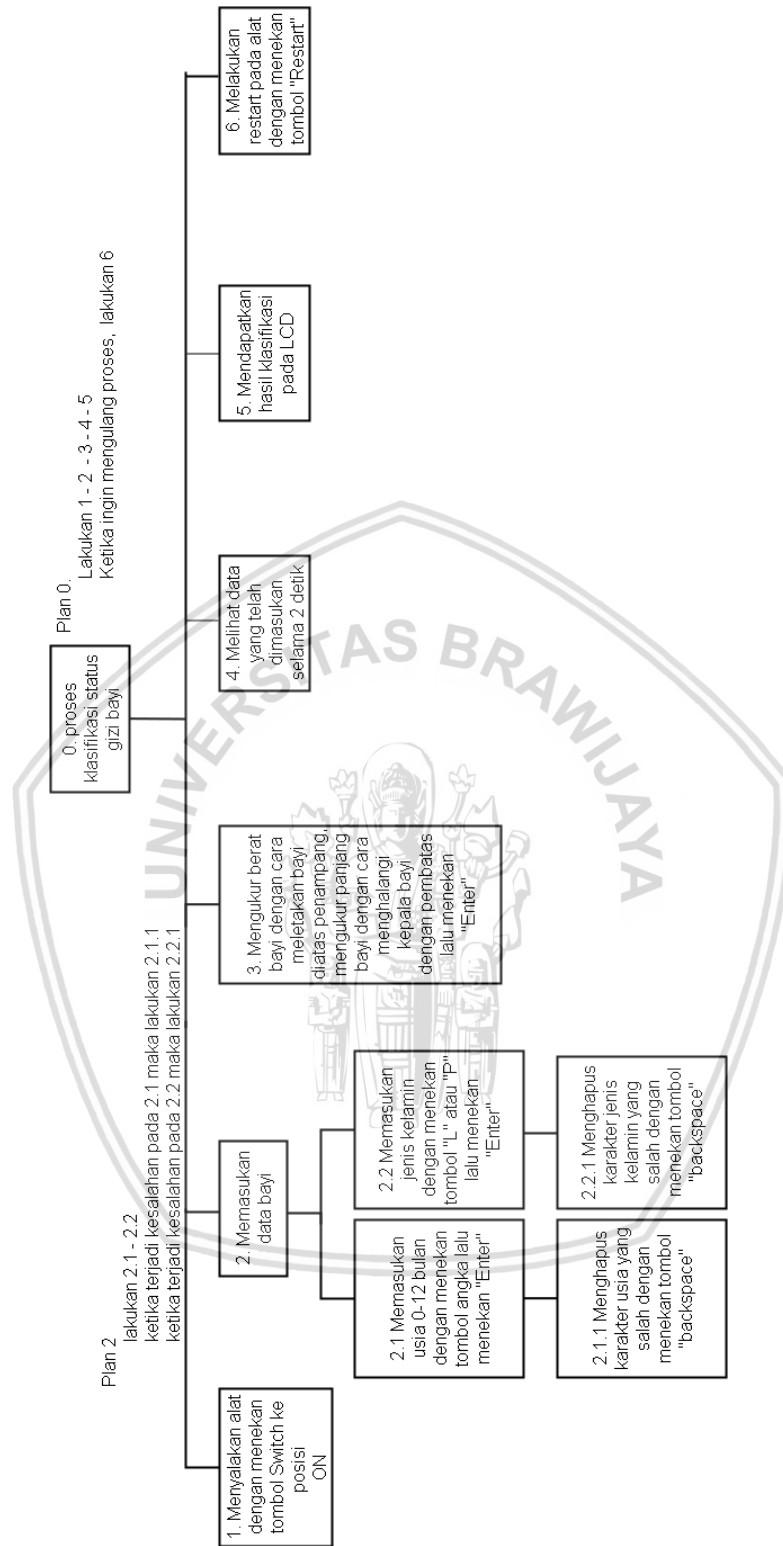 0. proses
klasifikasi status
gizi bayi
Plan 0.
Lakukan 1 - 2 - 3 - 4 - 5
Ketika ingin mengulang proses, lakukan 6
Plan 2
lakukan 2.1 - 2.2
ketika terjadi kesalahan pada 2.1 maka lakukan 2.1.1
ketika terjadi kesalahan pada 2.2 maka lakukan 2.2.1
1. Menyalakan alat
dengan menekan
tombol Switch ke
posisi
ON
2. Memasukan
data bayi
2.1 Memasukan
usia 0-12 bulan
dengan menekan
tombol angka lalu
menekan "Enter"
2.1.1 Menghapus
karakter usia yang
salah dengan
menekan tombol
"backspace"
2.2 Memasukan
jenis kelamin
dengan menekan
tombol "L" atau "P"
lalu menekan
"Enter"
2.2.1 Menghapus
karakter jenis
kelamin yang
salah dengan
menekan tombol
"backspace"
3. Mengukur berat
bayi dengan cara
meletakan bayi
diatas penampang,
mengukur panjang
bayi dengan cara
menghalangi
kepala bayi
dengan pembatas
lalu menekan
"Enter"
4. Melihat data
yang telah
dimasukan
selama 2 detik
5. Mendapatkan
hasil klasifikasi
pada LCD
6. Melakukan
restart pada alat
dengan menekan
tombol "Restart"
UNIVERSITAS BRAWIJAYA